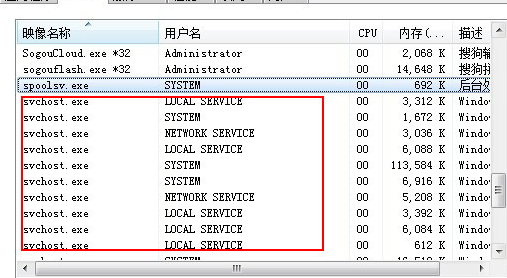 映像名称 用户名 CPU 内存(... 描述
SogouCloud.exe *32 Administrator 00 2,068 K 搜狗输
sogouflash.exe *32 Administrator 00 14,648 K 搜狗
spoolsv.exe SYSTEM 00 692 K 后台处
svchost.exe LOCAL SERVICE 00 3,312 K Window
svchost.exe SYSTEM 00 1,672 K Window
svchost.exe NETWORK SERVICE 00 3,036 K Window
svchost.exe LOCAL SERVICE 00 6,088 K Window
svchost.exe SYSTEM 00 113,584 K Window
svchost.exe SYSTEM 00 6,916 K Window
svchost.exe NETWORK SERVICE 00 5,208 K Window
svchost.exe LOCAL SERVICE 00 3,392 K Window
svchost.exe LOCAL SERVICE 00 6,084 K Window
svchost.exe LOCAL SERVICE 00 612 K Window